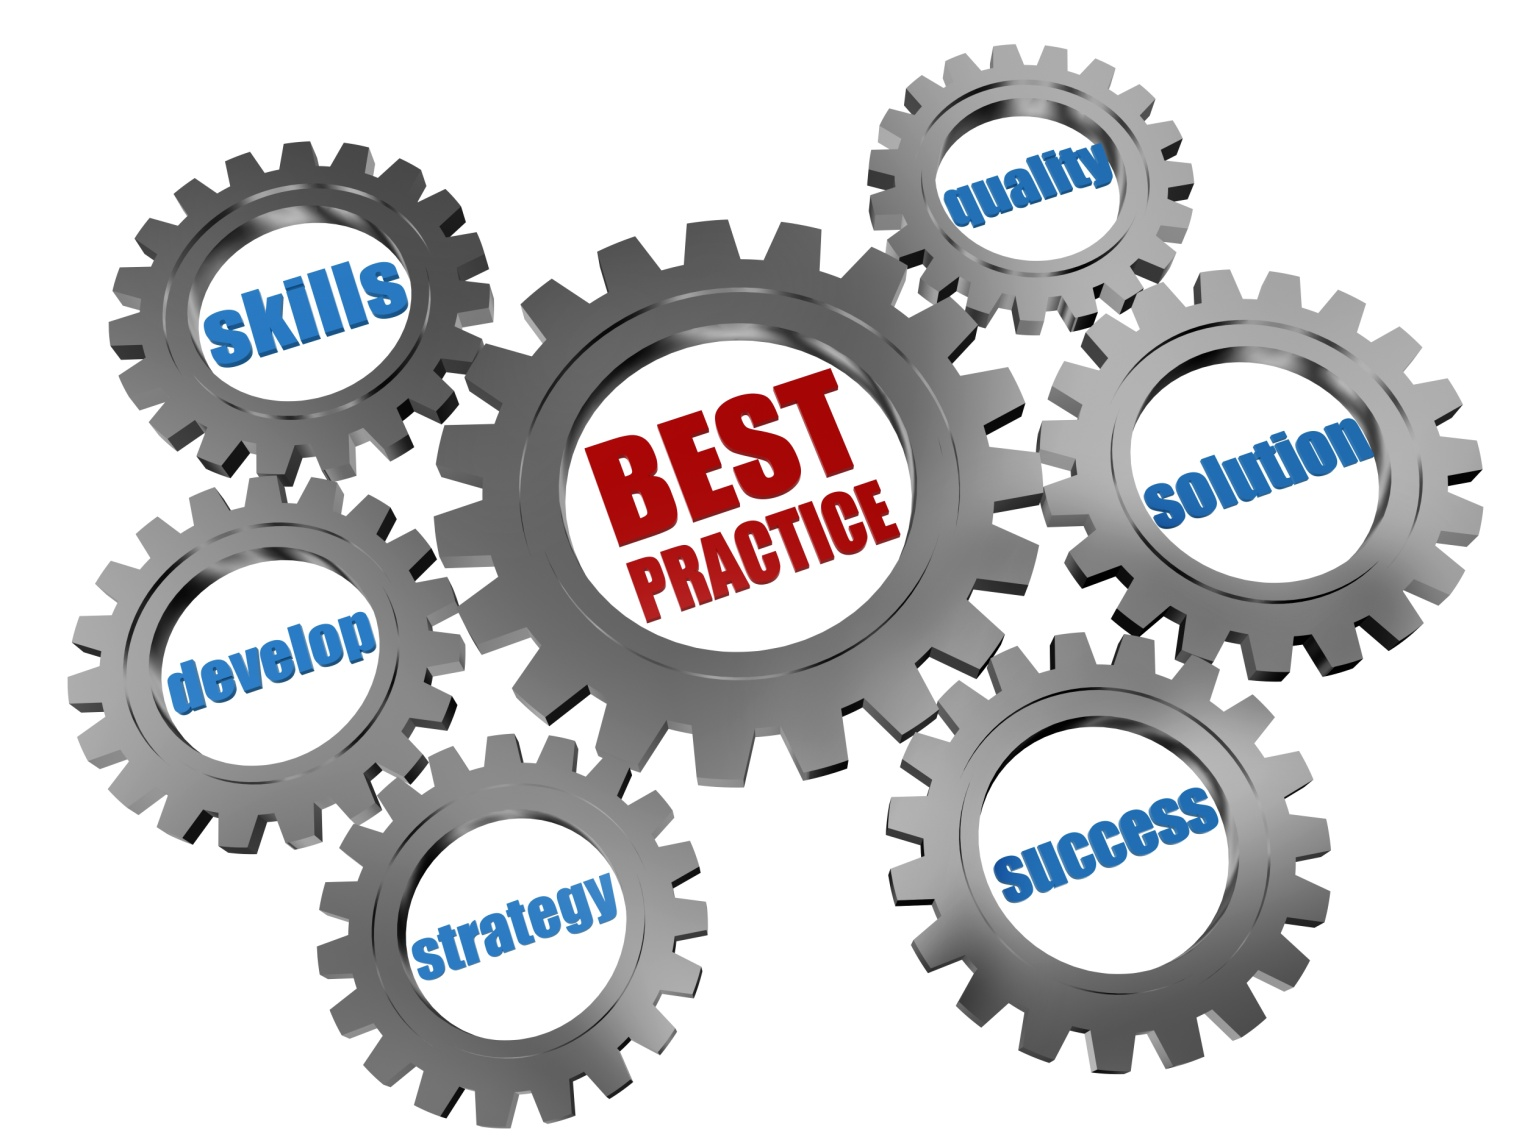 quality
skills
BEST
PRACTICE
solution
develop
success
strategy